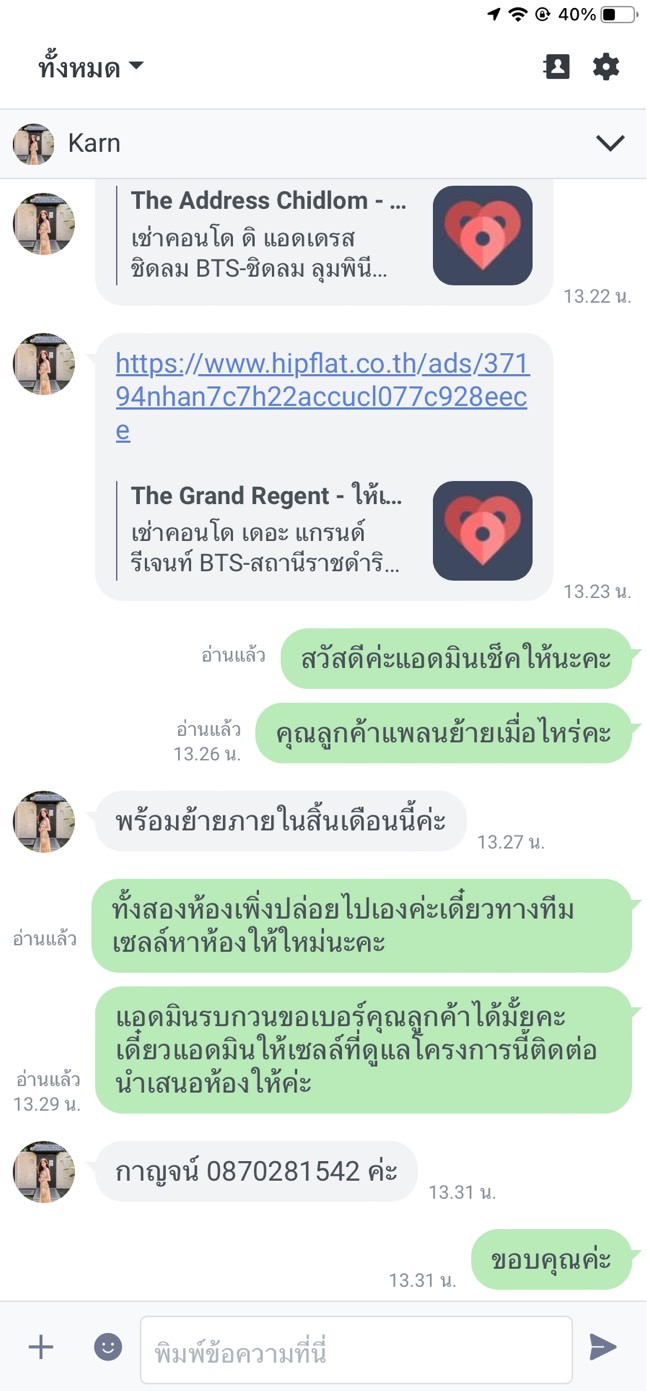 40%
ทั้งหมด
Karn
The Address Chidlom - ...
เช่าคอนโด ดิ แอดเดรส
ชิดลม BTS-ชิดลม ลุมพินี...
13.22 น.
https://www.hipflat.co.th/ads/371
94nhan7c7h22accucl077c928eec
e
The Grand Regent - ให้เ...
เช่าคอนโด เดอะ แกรนด์
รีเจนท์ BTS-สถานีราชดำริ...
13.23 น.
อ่านแล้ว
สวัสดีค่ะแอดมินเช็คให้นะคะ
อ่านแล้ว
13.26 น.
คุณลูกค้าแพลนย้ายเมื่อไหร่คะ
พร้อมย้ายภายในสิ้นเดือนนี้ค่ะ
13.27 น.
ทั้งสองห้องเพิ่งปล่อยไปเองค่ะเดี๋ยวทางทีม
เซลล์หาห้องให้ใหม่นะคะ
อ่านแล้ว
แอดมินรบกวนขอเบอร์คุณลูกค้าได้มั้ยคะ
เดี๋ยวแอดมินให้เซลล์ที่ดูแลโครงการนี้ติดต่อ
นำเสนอห้องให้ค่ะ
อ่านแล้ว
13.29 น.
กาญจน์ 0870281542 ค่ะ
13.31 น.
ขอบคุณค่ะ
13.31 น.
พิมพ์ข้อความที่นี่